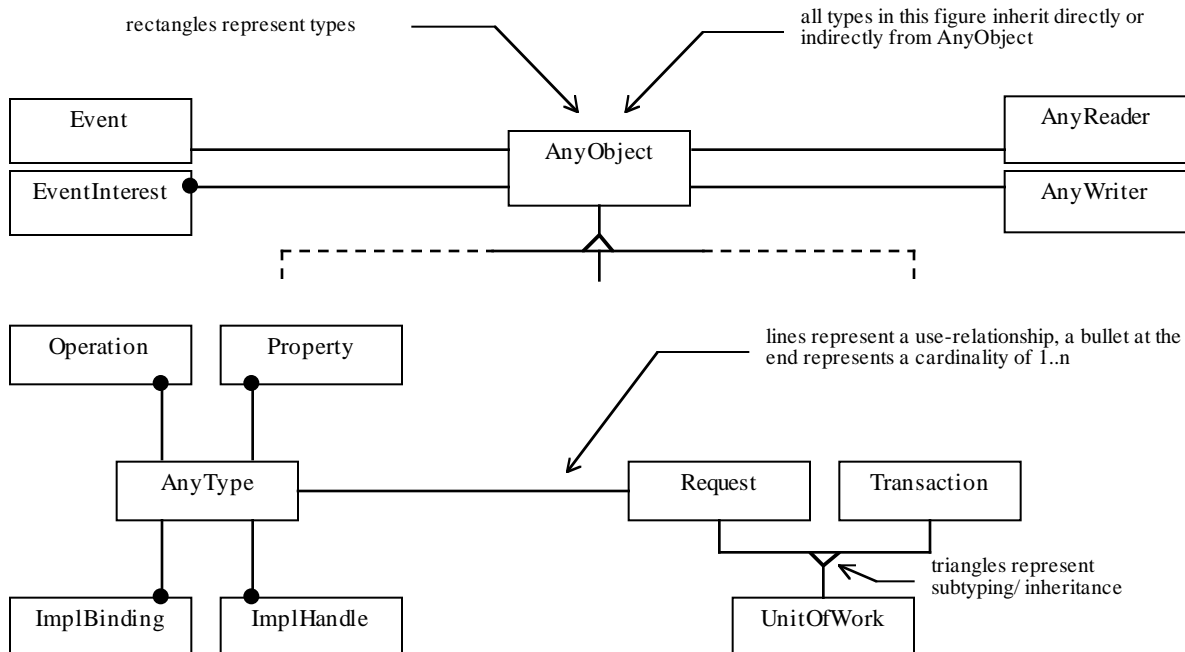 rectangles represent types
all types in this figure inherit directly or
indirectly from AnyObject
Event
AnyObject
AnyReader
EventInterest
AnyWriter
Operation
Property
lines represent a use-relationship, a bullet at the
end represents a cardinality of 1..n
AnyType
Request
Transaction
triangles represent
subtyping/ inheritance
ImplBinding
ImplHandle
UnitOfWork